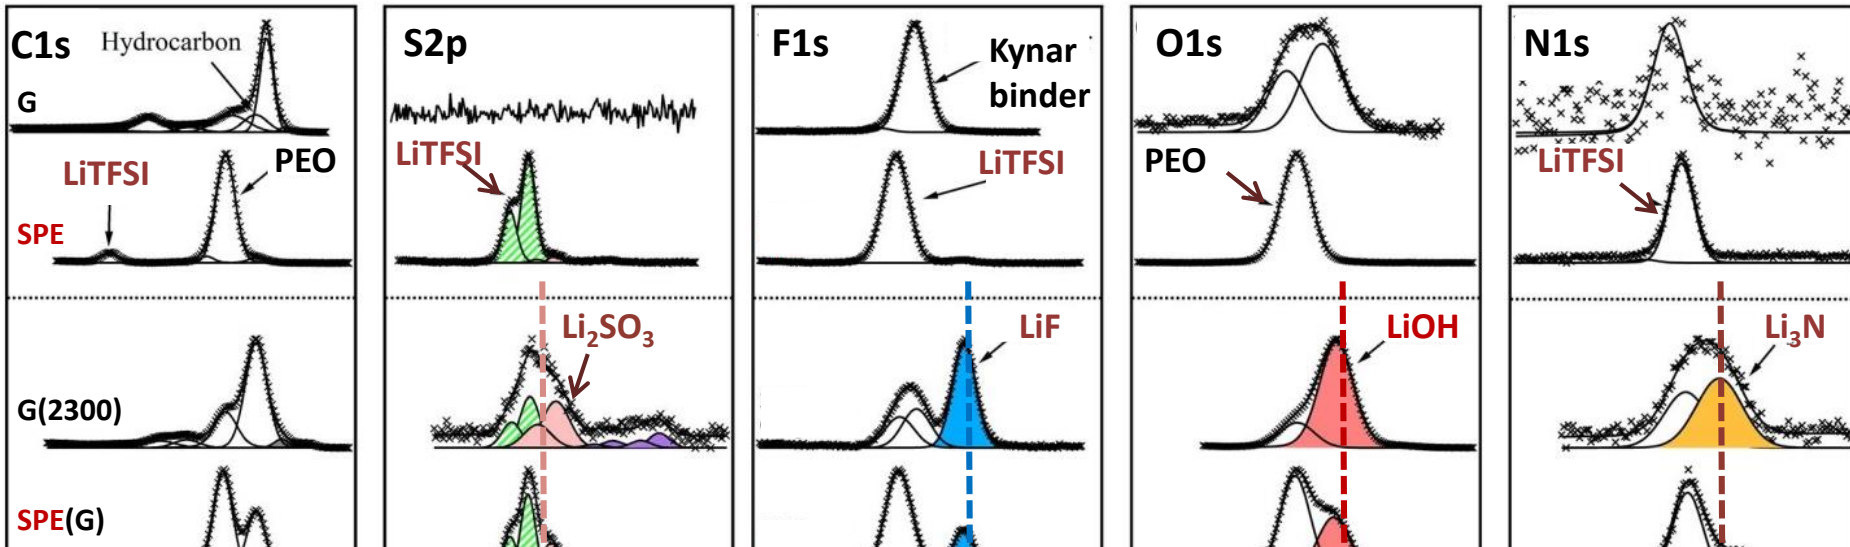 C1s
Hydrocarbon
G
LiTFSI
PEO
SPE
G(2300)
SPE(G)
S2p
LiTFSI
Li₂SO₃
F1s
Kynar
binder
LiTFSI
LiF
O1s
PEO
LiOH
N1s
LiTFSI
Li₃N